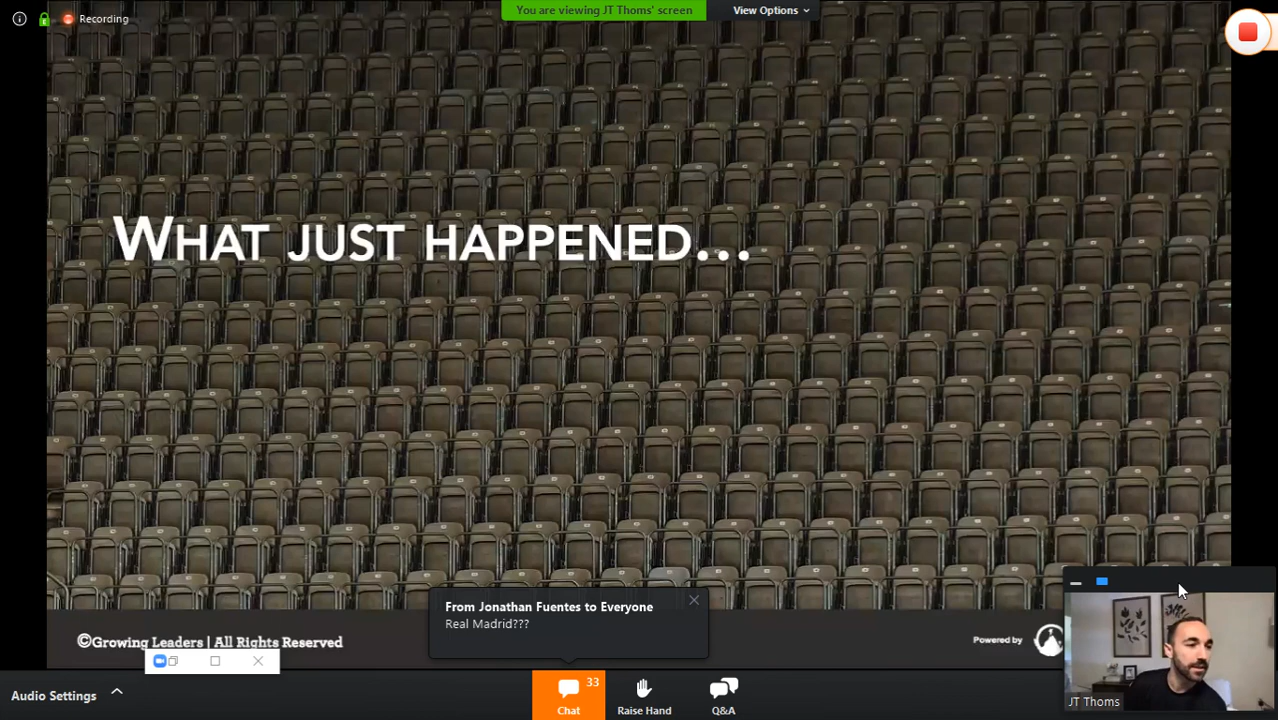 Recording
You are viewing JT Thoms' screen
View Options
WHAT JUST HAPPENED...
From Jonathan Fuentes to Everyone
Real Madrid???
©Growing Leaders | All Rights Reserved
Powered by
JT Thoms
Audio Settings
33
Chat
Raise Hand
Q&A